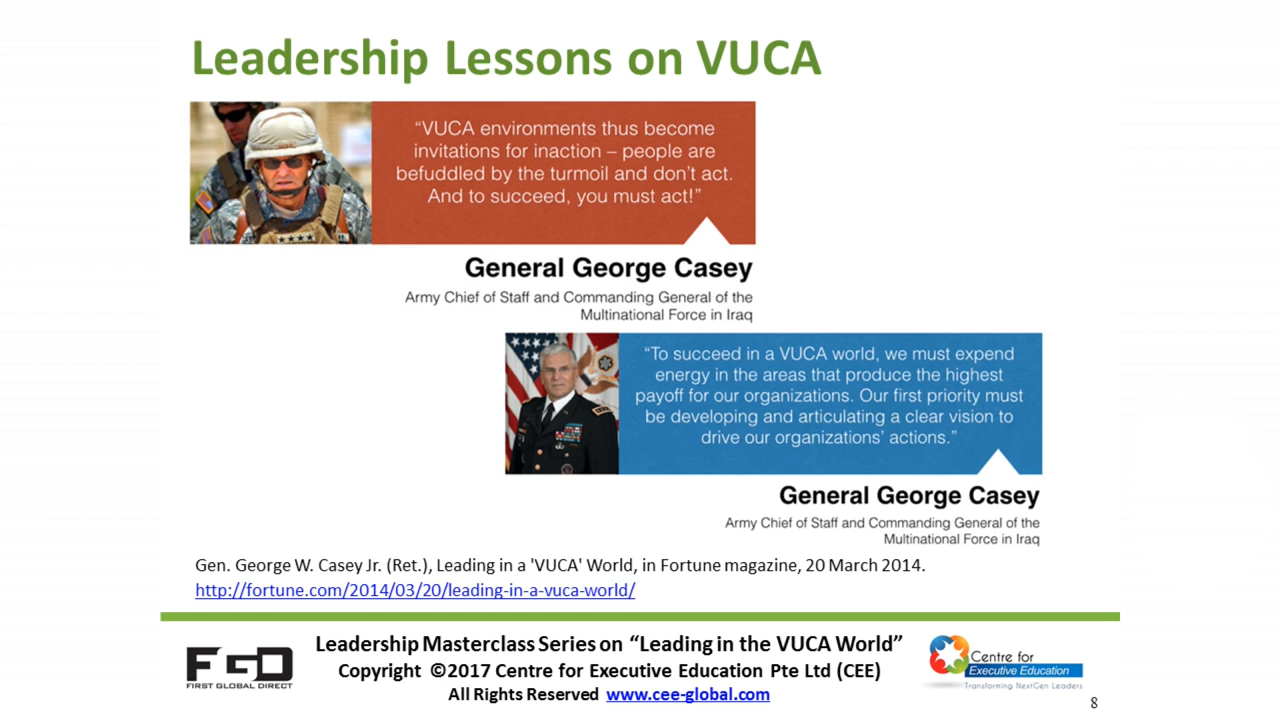 Leadership Lessons on VUCA
“VUCA environments thus become
invitations for inaction – people are
befuddled by the turmoil and don’t act.
And to succeed, you must act!”
General George Casey
Army Chief of Staff and Commanding General of the
Multinational Force in Iraq
“To succeed in a VUCA world, we must expend
energy in the areas that produce the highest
payoff for our organizations. Our first priority must
be developing and articulating a clear vision to
drive our organizations’ actions.”
General George Casey
Army Chief of Staff and Commanding General of the
Multinational Force in Iraq
Gen. George W. Casey Jr. (Ret.), Leading in a 'VUCA' World, in Fortune magazine, 20 March 2014.
http://fortune.com/2014/03/20/leading-in-a-vuca-world/
FGD
FIRST GLOBAL DIRECT
Leadership Masterclass Series on “Leading in the VUCA World”
Copyright ©2017 Centre for Executive Education Pte Ltd (CEE)
All Rights Reserved www.cee-global.com
Centre for
Executive Education
Transforming NextGen Leaders
8